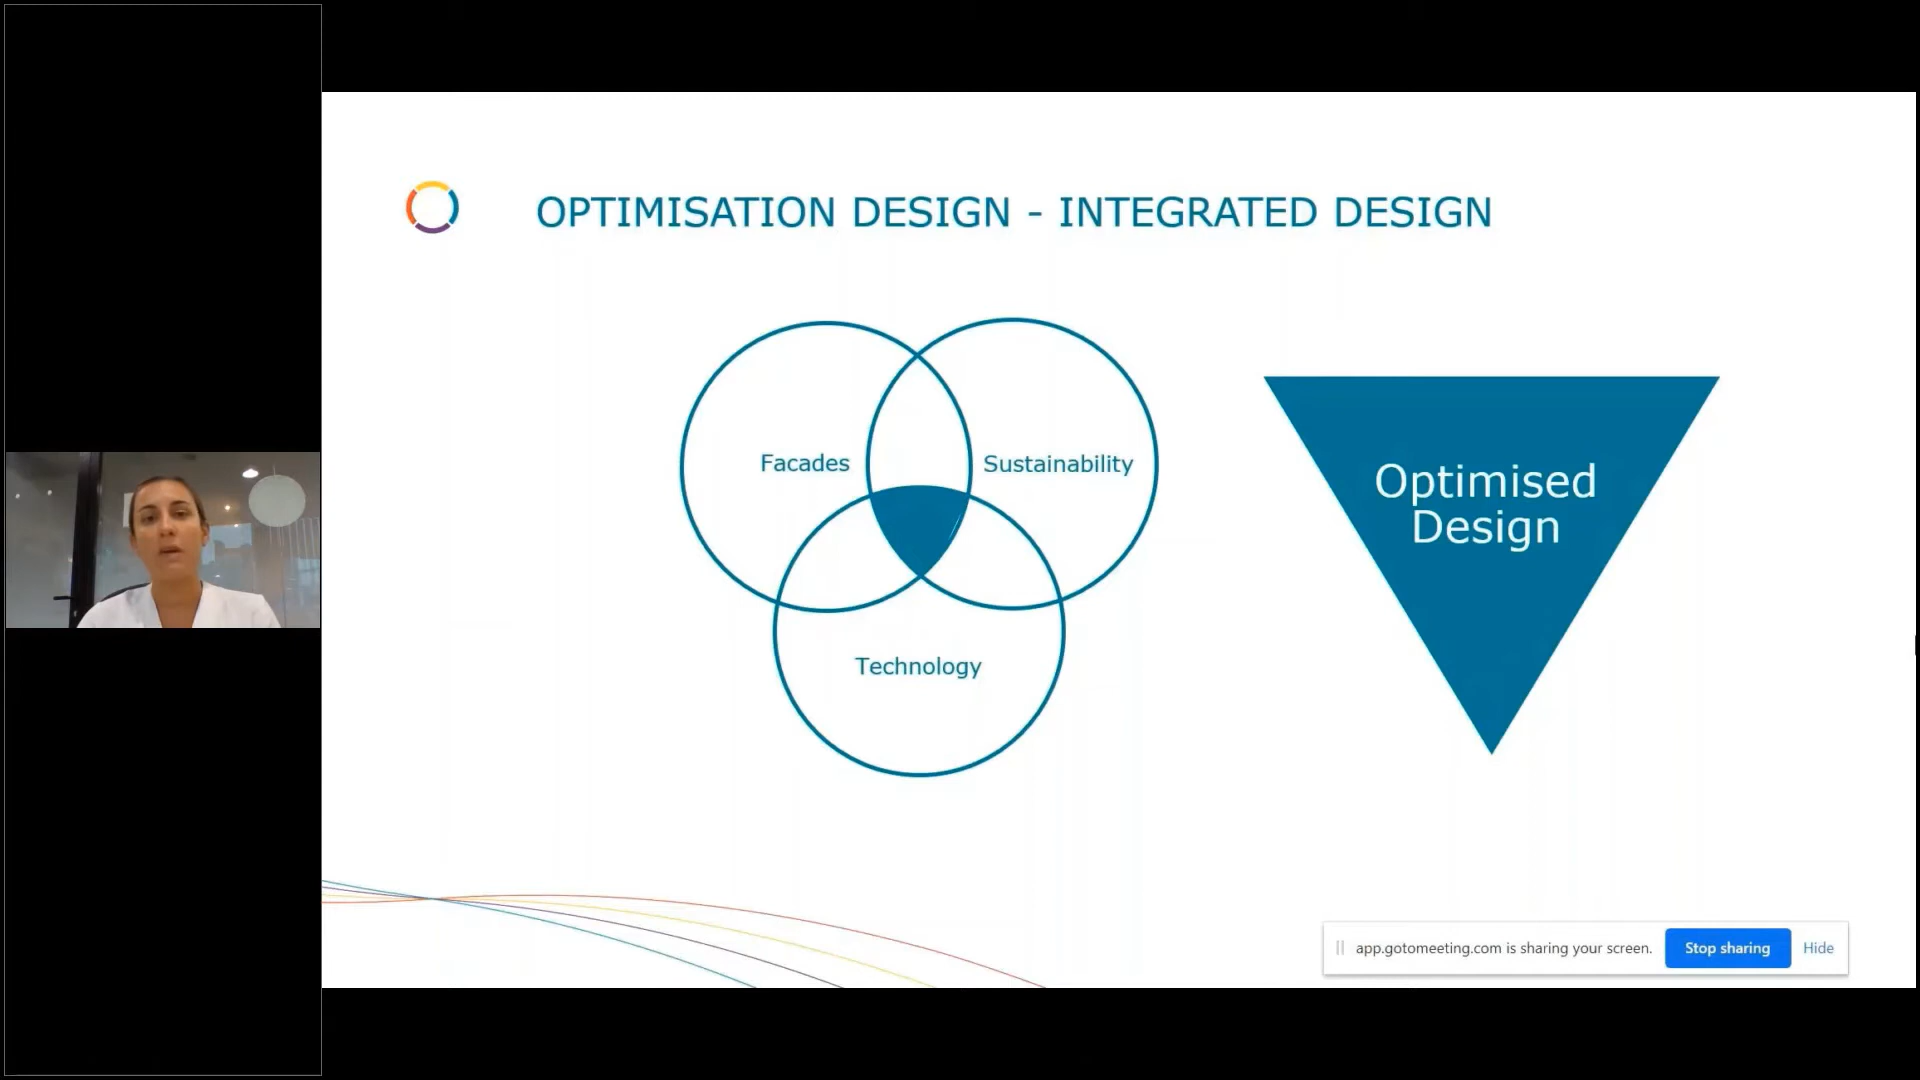 OPTIMISATION DESIGN - INTEGRATED DESIGN
Facades
Sustainability
Technology
Optimised
Design
app.gotomeeting.com is sharing your screen.
Stop sharing
Hide